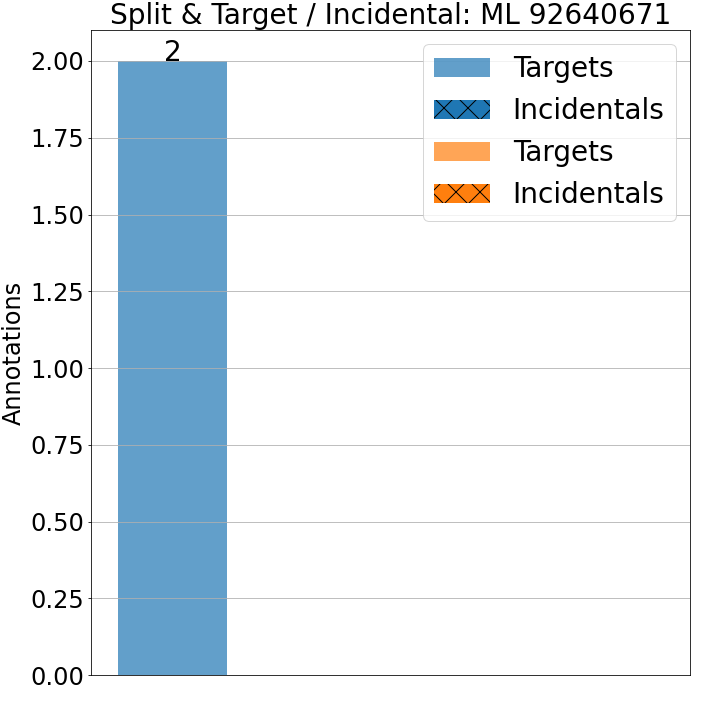 Split & Target / Incidental: ML 92640671
2
2.00
1.75
1.50
1.25
1.00
0.75
0.50
0.25
0.00
Annotations
Targets
Incidentals
Targets
Incidentals